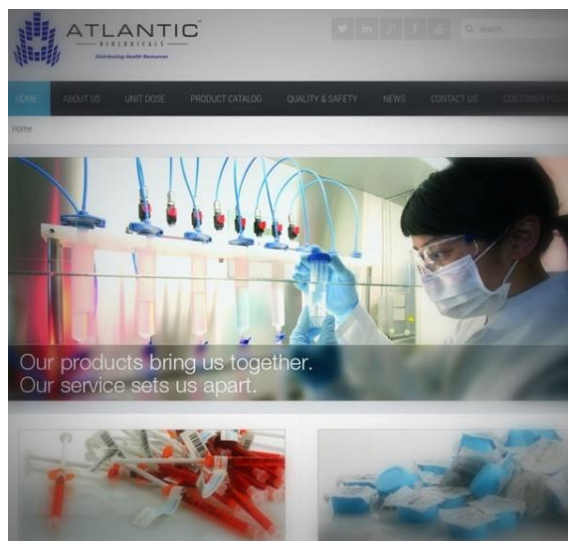 ATLANTIC
BIOLOGICALS
Distributing Health Resources
search...
HOME ABOUT US UNIT DOSE PRODUCT CATALOG QUALITY & SAFETY NEWS CONTACT US CUSTOMER
Home
Our products bring us together.
Our service sets us apart.